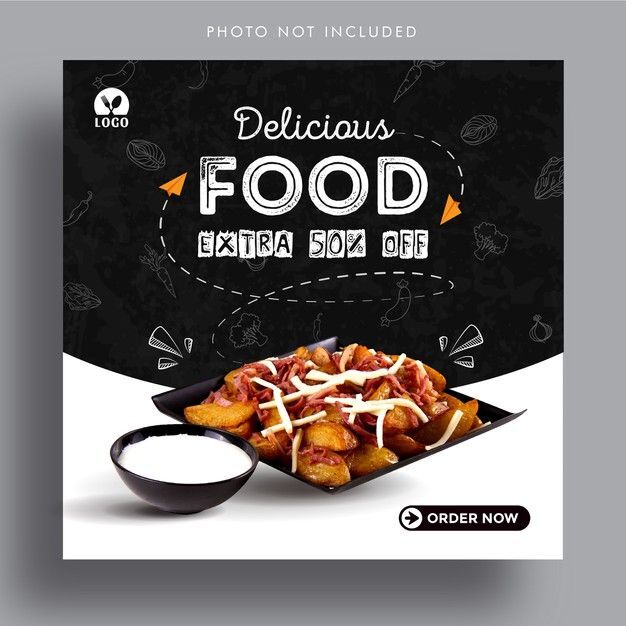 PHOTO NOT INCLUDED
LOGO
Delicious
FOOD
EXTRA 50% OFF
ORDER NOW